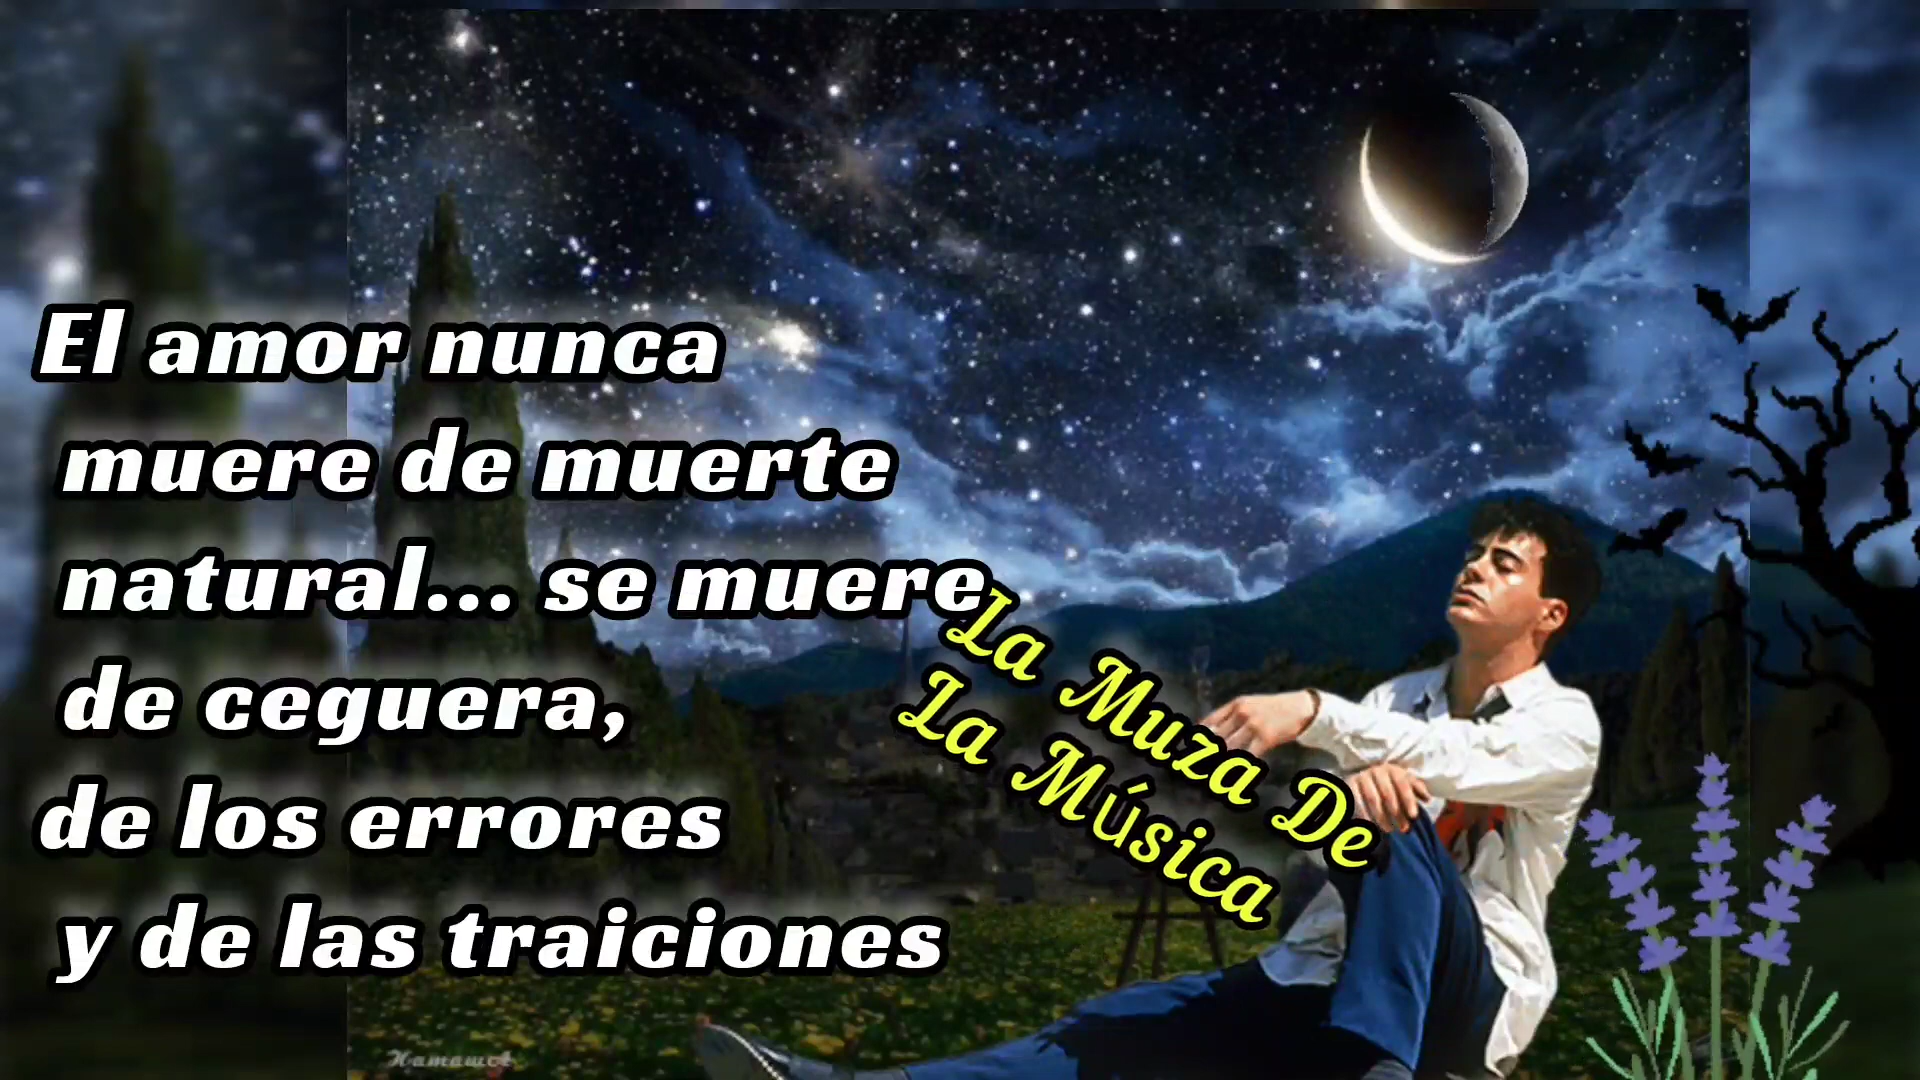 El amor nunca
muere de muerte
natural... se muere
de ceguera,
de los errores
y de las traiciones
La Muza De
La Música